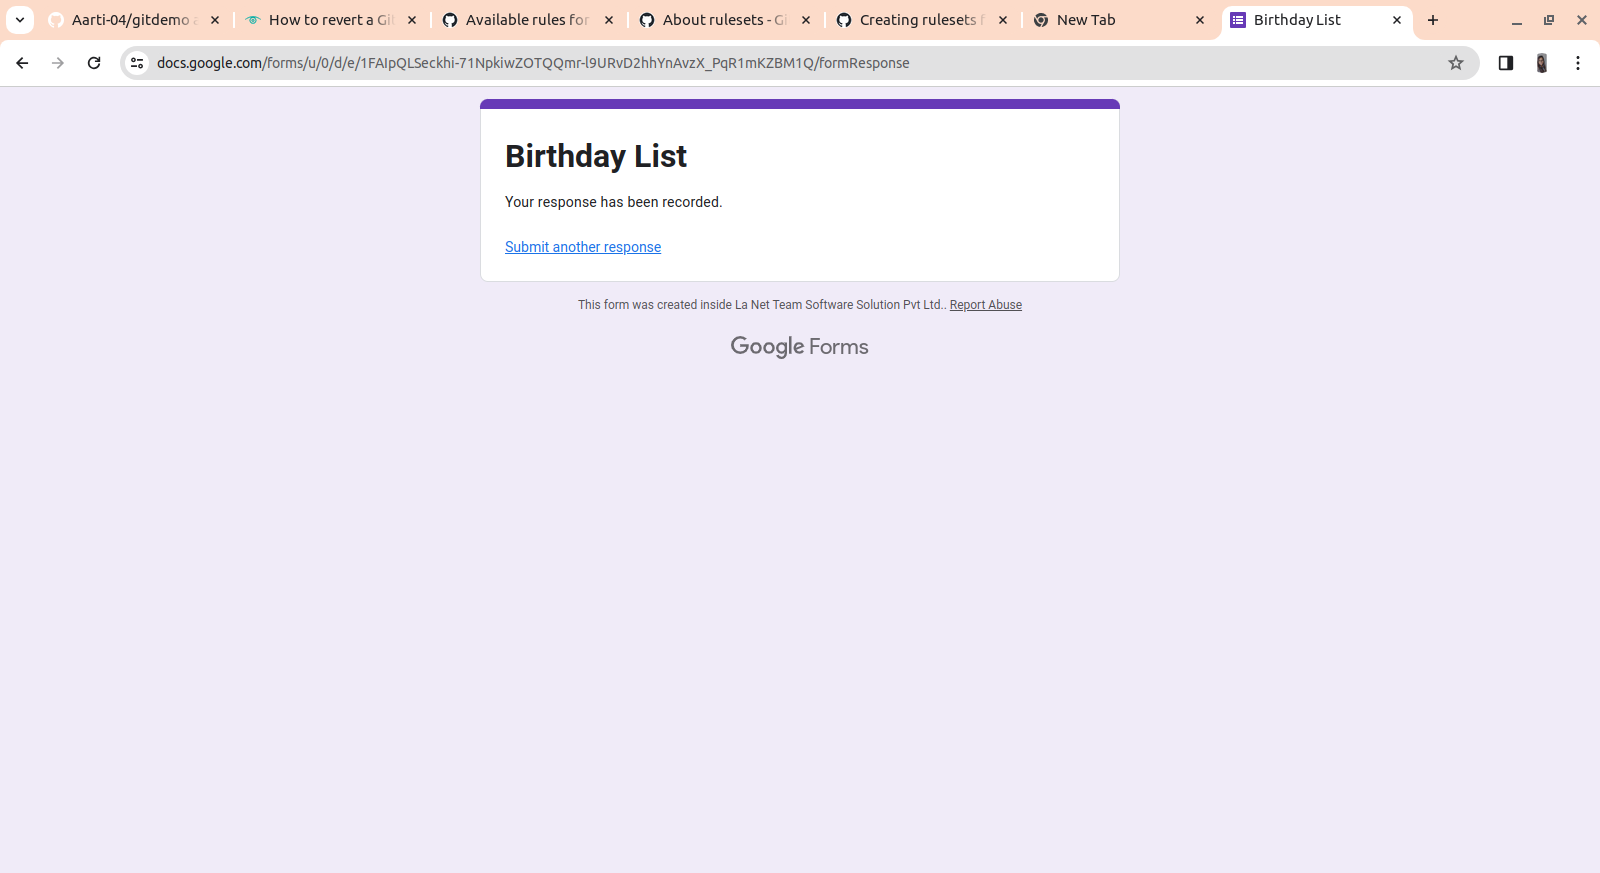 Aarti-04/gitdemo a
How to revert a Git
Available rules for
About rulesets - Gi
Creating rulesets f
New Tab
Birthday List
docs.google.com/forms/u/0/d/e/1FAIpQLSeckhi-71NpkiwZOTQQmr-l9URvD2hhYnAvzX_PqR1mKZBM1Q/formResponse
Birthday List
Your response has been recorded.
Submit another response
This form was created inside La Net Team Software Solution Pvt Ltd.. Report Abuse
Google Forms